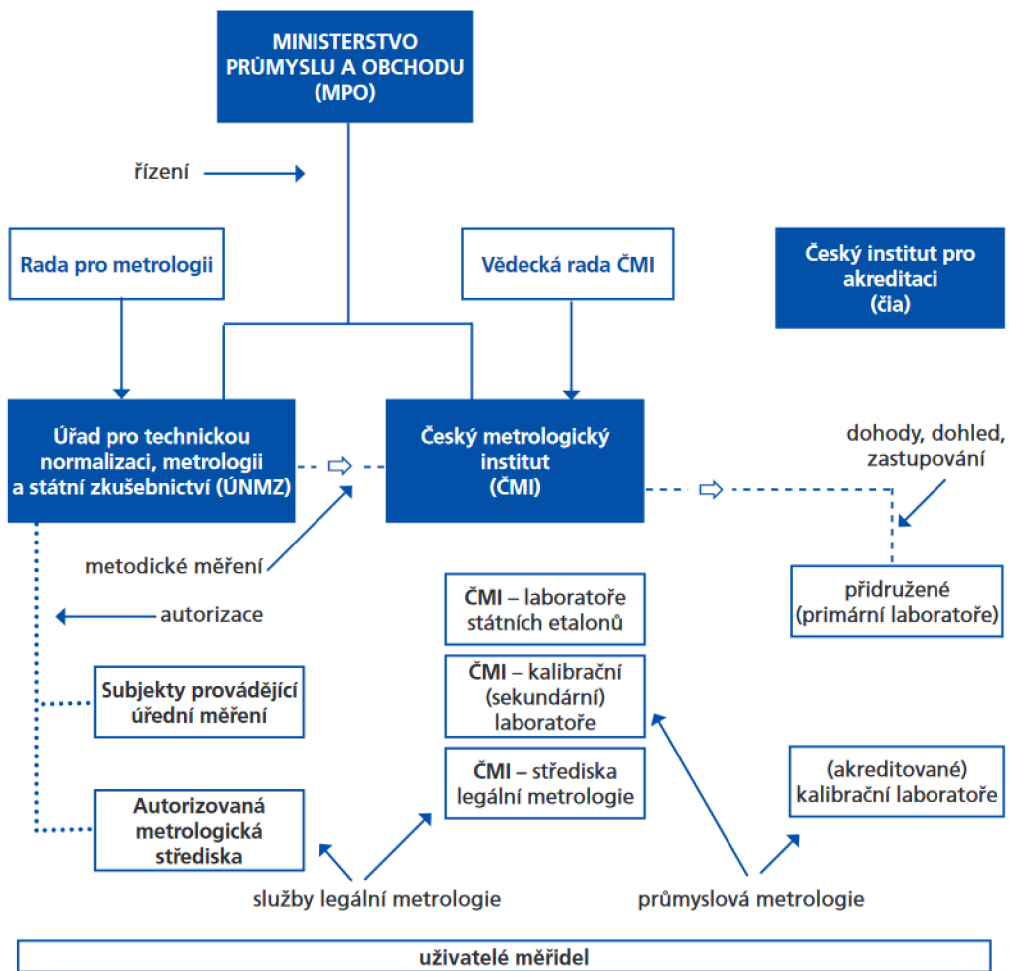 MINISTERSTVO
PRŮMYSLU A OBCHODU
(MPO)
řízení
Rada pro metrologii
Vědecká rada ČMI
Český institut pro
akreditaci
(čia)
Úřad pro technickou
normalizaci, metrologii
a státní zkušebnictví (ÚNMZ)
Český metrologický
institut
(ČMI)
dohody, dohled,
zastupování
metodické měření
autorizace
ČMI – laboratoře
státních etalonů
přidružené
(primární laboratoře)
Subjekty provádějící
úřední měření
ČMI – kalibrační
(sekundární)
laboratoře
ČMI – střediska
legální metrologie
(akreditované)
kalibrační laboratoře
Autorizovaná
metrologická
střediska
služby legální metrologie
průmyslová metrologie
uživatelé měřidel